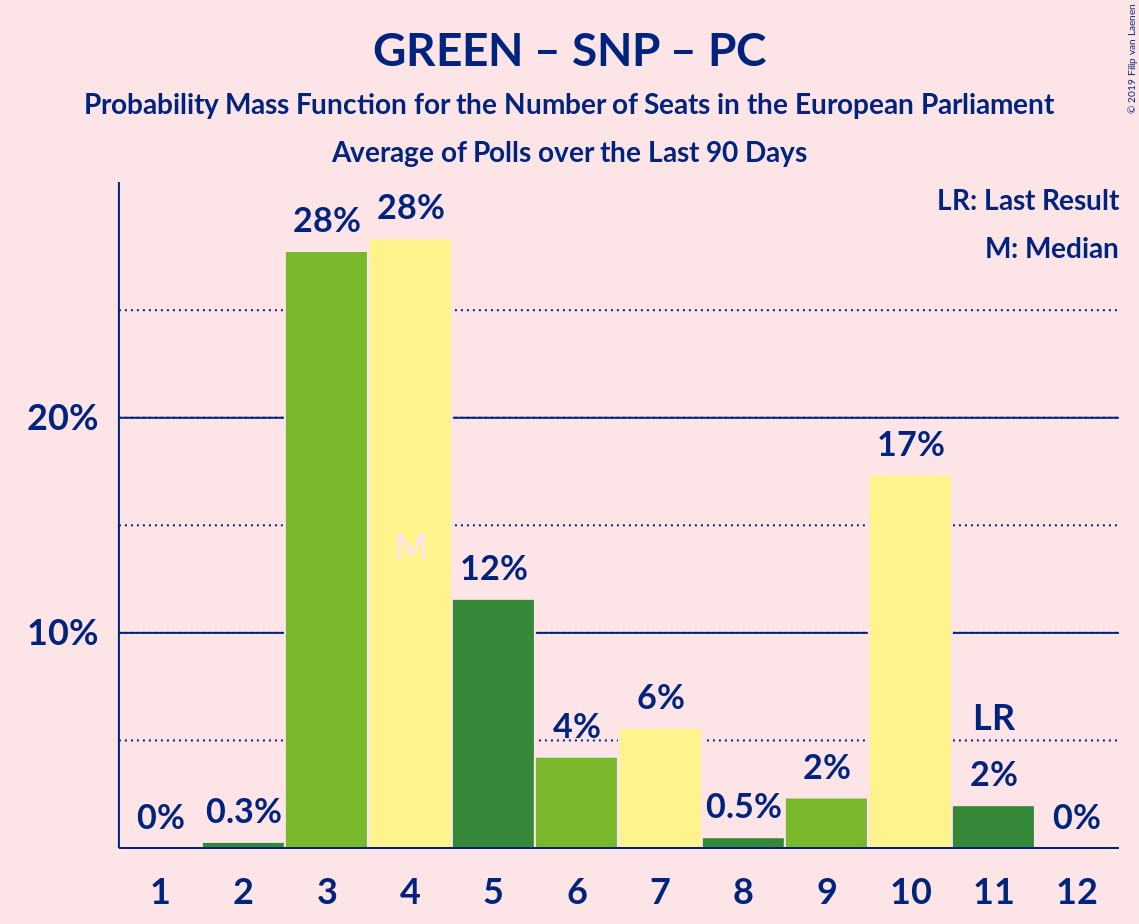 GREEN – SNP – PC
Probability Mass Function for the Number of Seats in the European Parliament
Average of Polls over the Last 90 Days
© 2019 Filip van Laenen
LR: Last Result
M: Median
28%
28%
20%
17%
M
12%
10%
6%
4%
LR
2%
2%
0.5%
0.3%
0%
0%
1 2 3 4 5 6 7 8 9 10 11 12